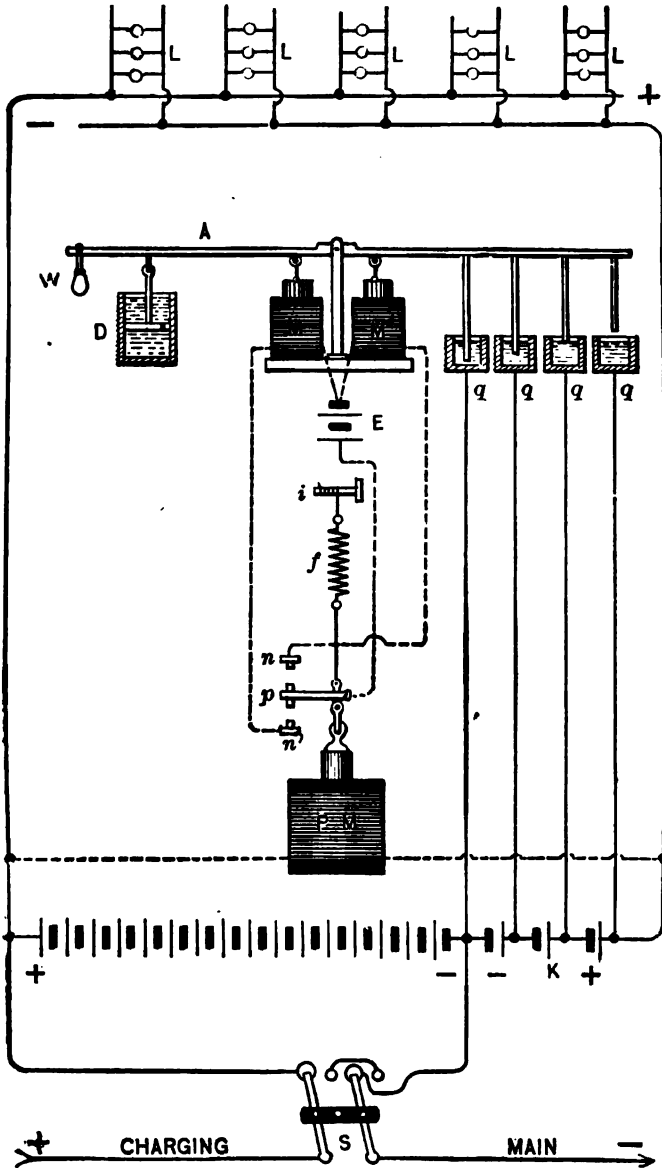 L L L L L
+
−
A
W
D
M M
q q q q
E
i
f
n
p
n'
P. M.
+ − − K +
S
+ CHARGING MAIN −